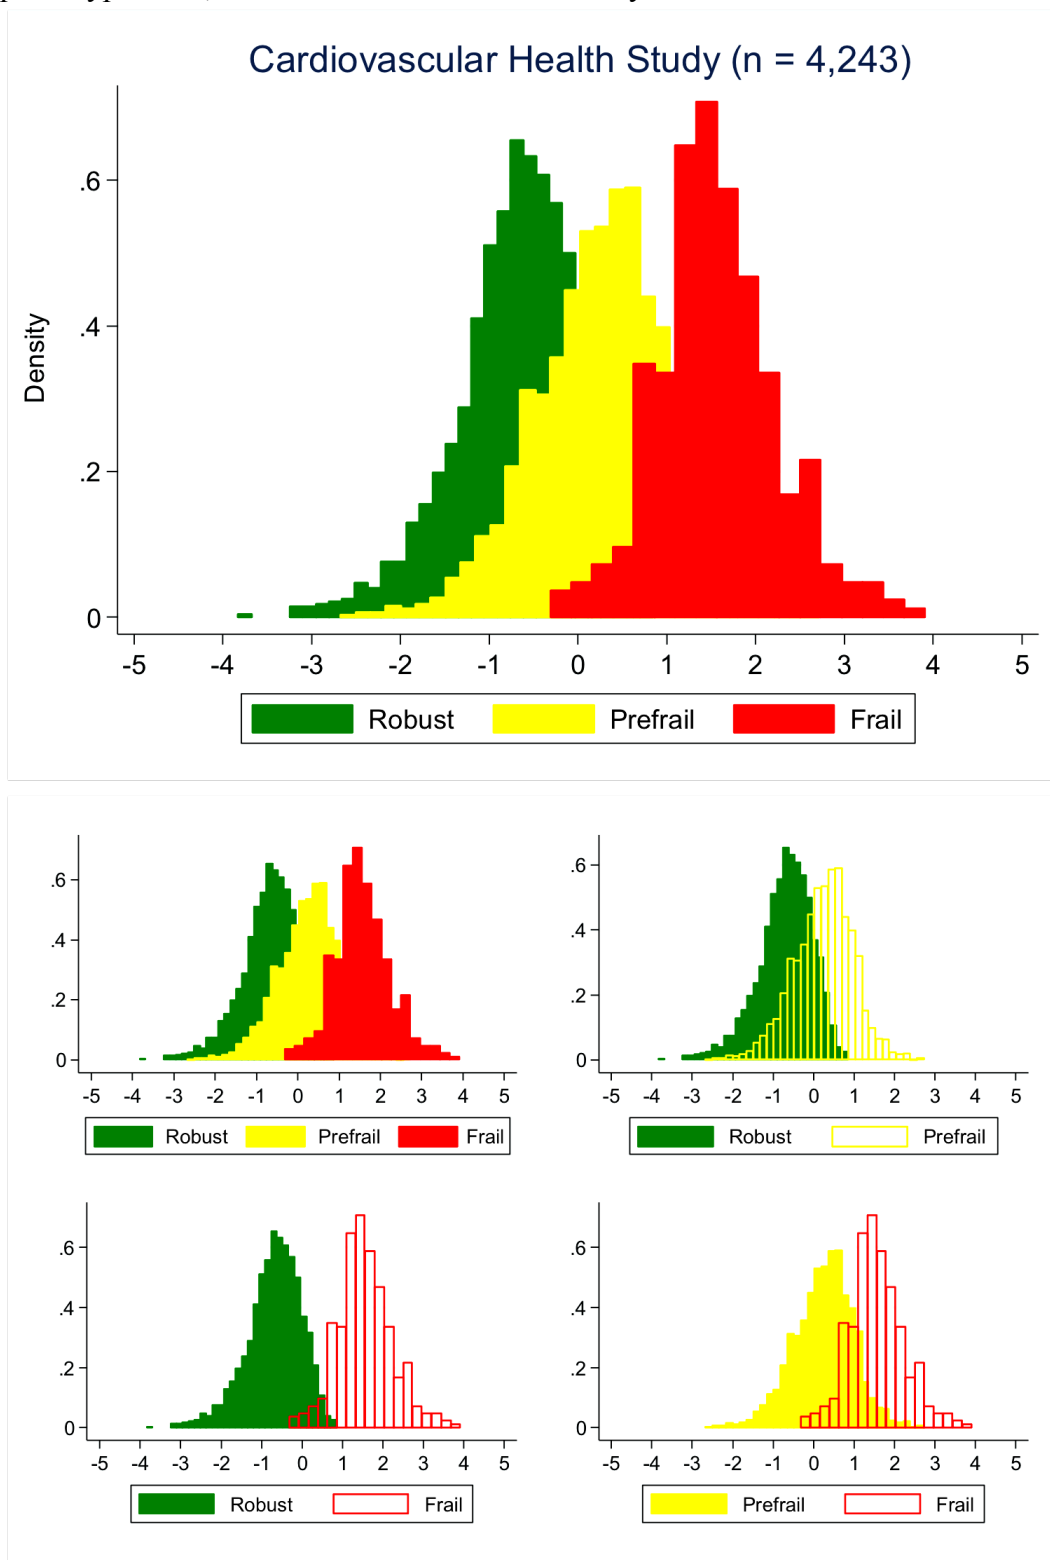 Cardiovascular Health Study (n = 4,243)
Density
.6
.4
.2
0
-5 -4 -3 -2 -1 0 1 2 3 4 5
Robust Prefrail Frail
.6
.4
.2
0
-5 -4 -3 -2 -1 0 1 2 3 4 5
Robust Prefrail Frail
.6
.4
.2
0
-5 -4 -3 -2 -1 0 1 2 3 4 5
Robust Prefrail
.6
.4
.2
0
-5 -4 -3 -2 -1 0 1 2 3 4 5
Robust Frail
.6
.4
.2
0
-5 -4 -3 -2 -1 0 1 2 3 4 5
Prefrail Frail